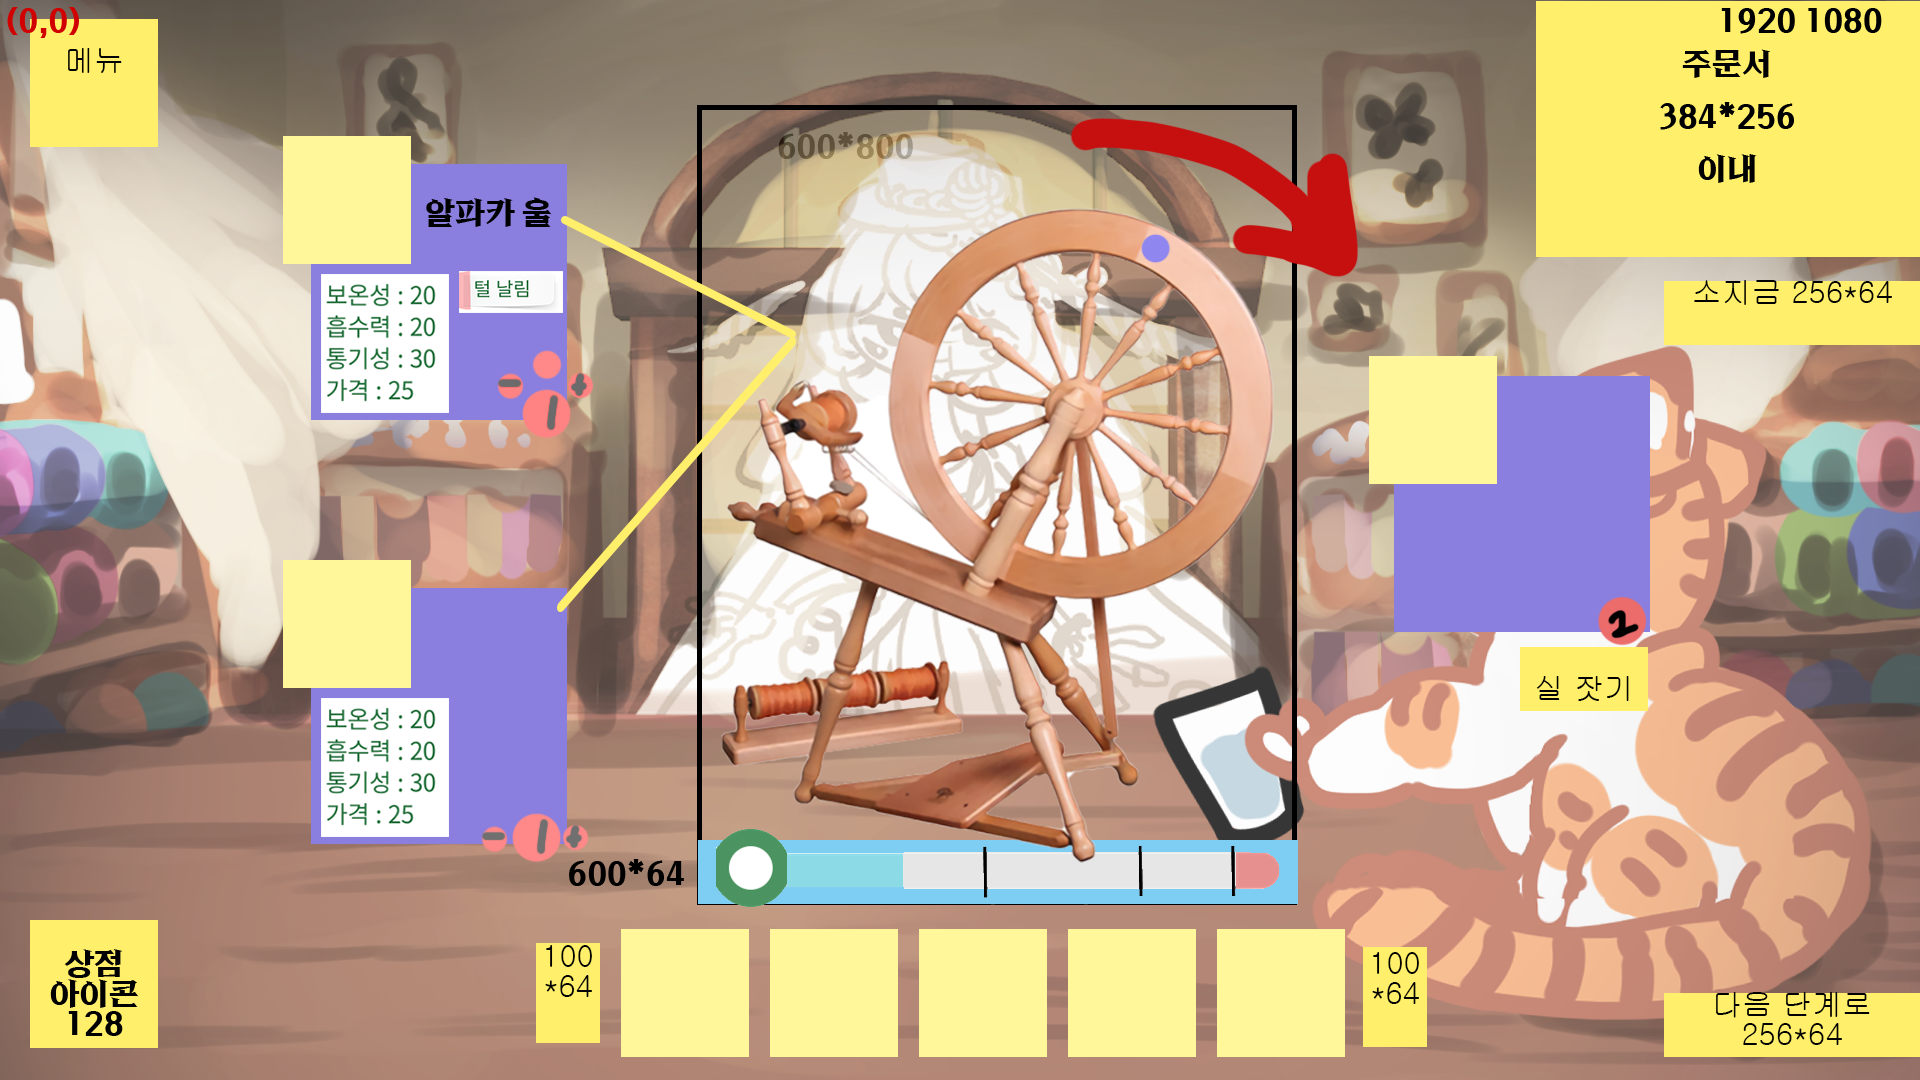 (0,0)
메뉴
1920 1080
주문서
384*256
이내
소지금 256*64
600*800
알파카 울
보온성 : 20
흡수력 : 20
통기성 : 30
가격 : 25
털 날림
- 1 +
보온성 : 20
흡수력 : 20
통기성 : 30
가격 : 25
- 1 +
2
실 잣기
600*64
상점
아이콘
128
100
*64
100
*64
다음 단계로
256*64